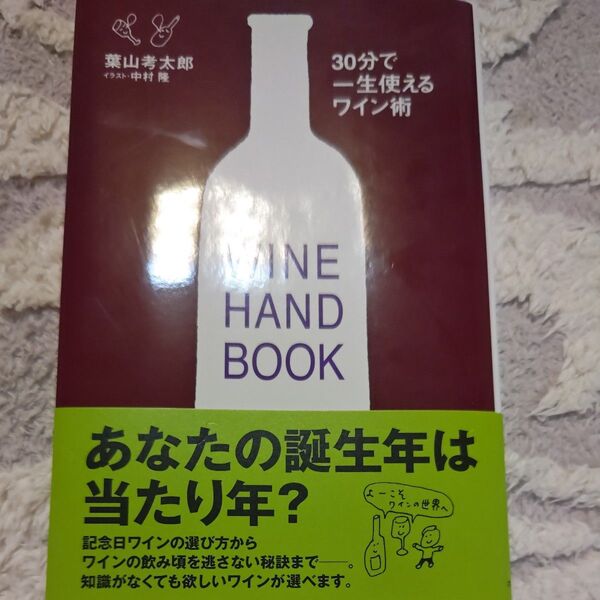 葉山考太郎
イラスト・中村 隆
30分で
一生使える
ワイン術
WINE
HAND
BOOK
あなたの誕生年は
当たり年？
よーこそ
ワインの世界へ
記念日ワインの選び方から
ワインの飲み頃を逃さない秘訣まで──。
知識がなくても欲しいワインが選べます。